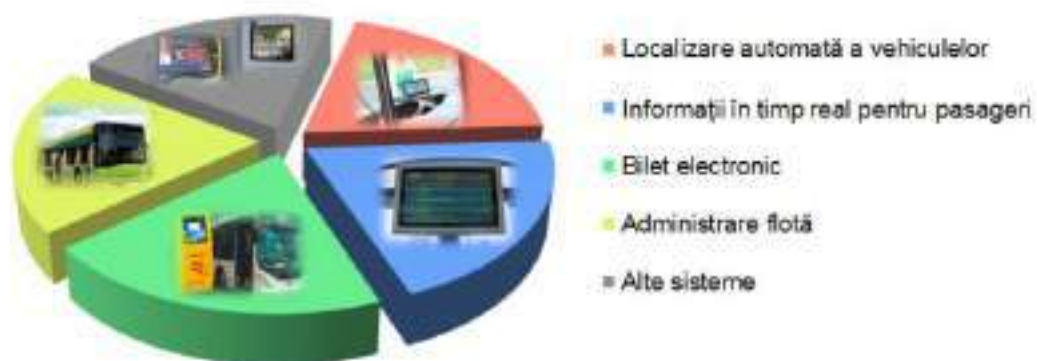 Localizare automată a vehiculelor
Informații în timp real pentru pasageri
Bilet electronic
Administrare flotă
Alte sisteme